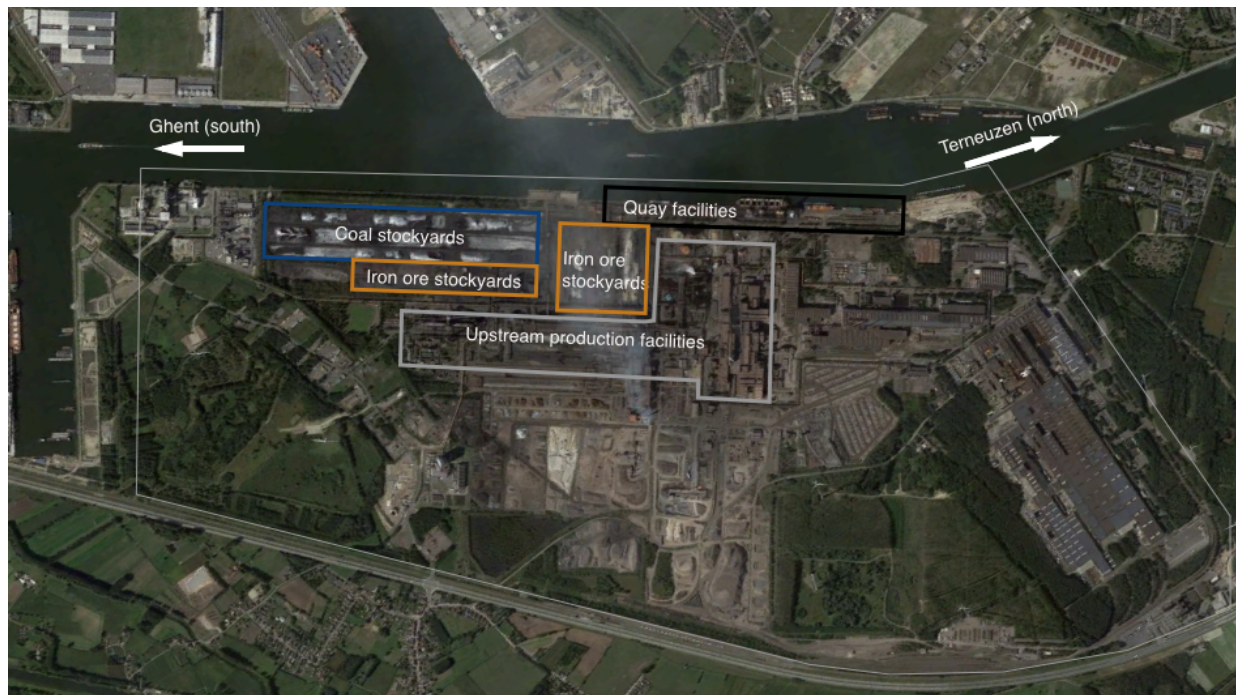 Ghent (south)
Terneuzen (north)
Quay facilities
Coal stockyards
Iron ore
stockyards
Iron ore stockyards
Upstream production facilities